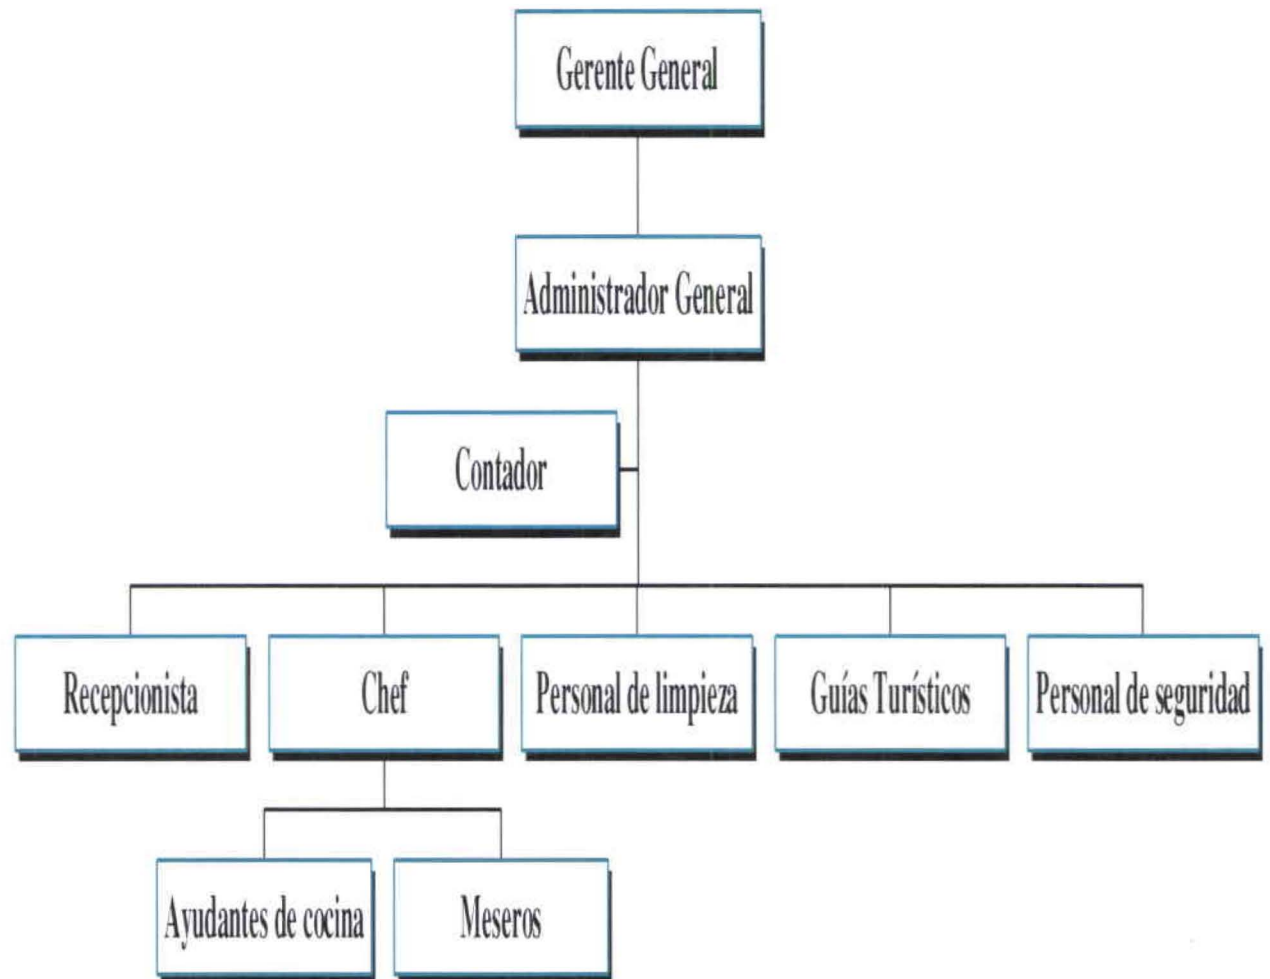 Gerente General
Administrador General
Contador
Recepcionista
Chef
Personal de limpieza
Guías Turísticos
Personal de seguridad
Ayudantes de cocina
Meseros